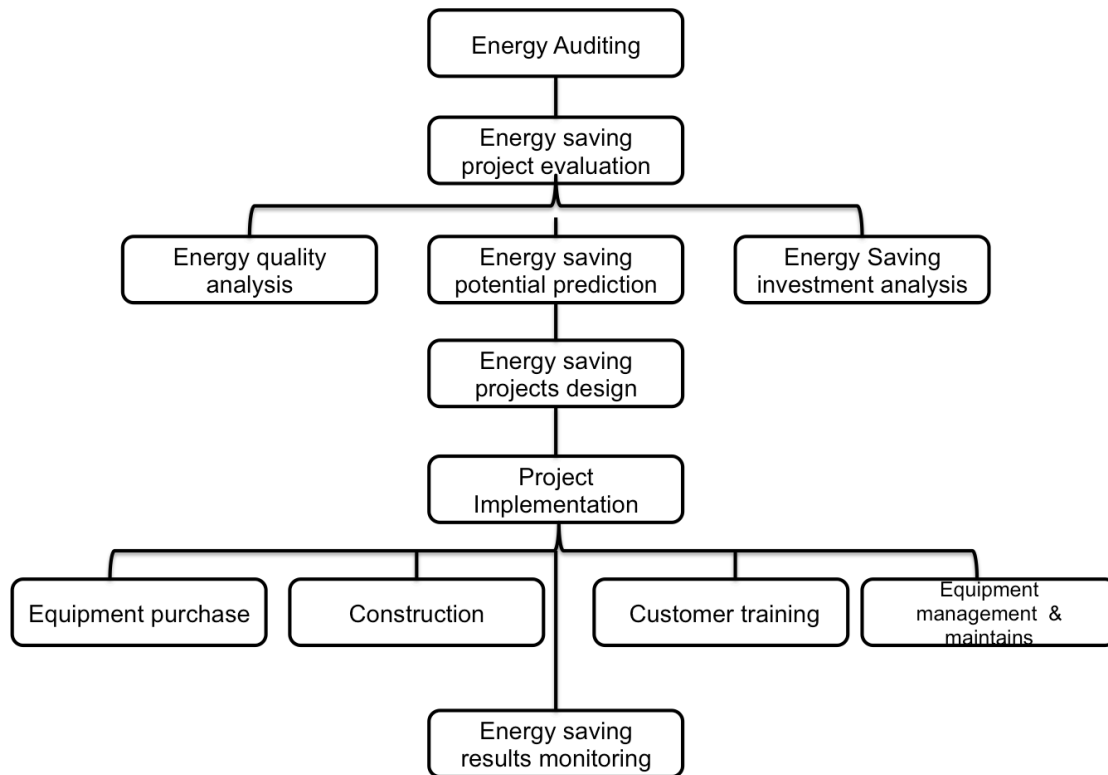 Energy Auditing
Energy saving
project evaluation
Energy quality
analysis
Energy saving
potential prediction
Energy Saving
investment analysis
Energy saving
projects design
Project
Implementation
Equipment purchase
Construction
Customer training
Equipment
management & 
maintains
Energy saving
results monitoring